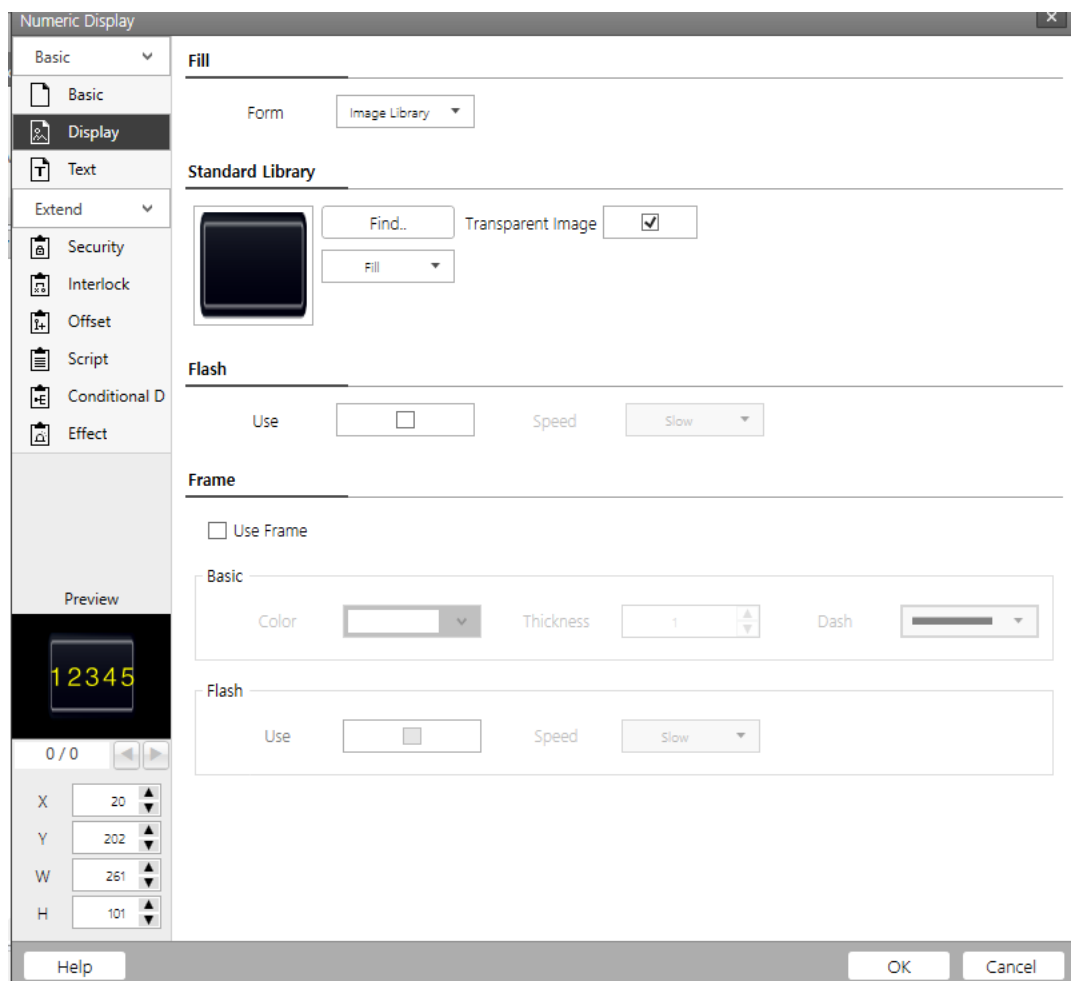 Numeric Display
Basic
Basic
Display
Text
Extend
Security
Interlock
Offset
Script
Conditional D
Effect
Preview
12345
0 / 0
X 20
Y 202
W 261
H 101
Fill
Form Image Library
Standard Library
Find.. Transparent Image
Fill
Flash
Use Speed Slow
Frame
Use Frame
Basic
Color Thickness 1 Dash
Flash
Use Speed Slow
Help OK Cancel